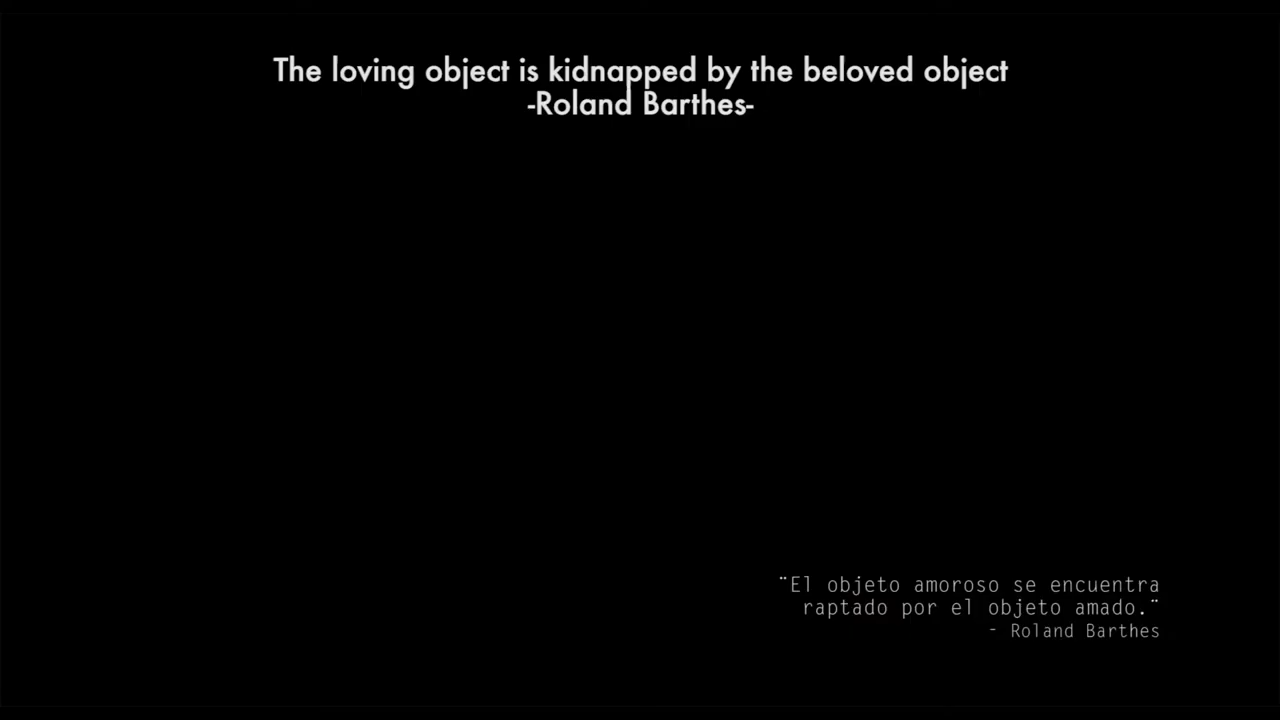 The loving object is kidnapped by the beloved object
-Roland Barthes-
¨El objeto amoroso se encuentra
raptado por el objeto amado.¨
- Roland Barthes